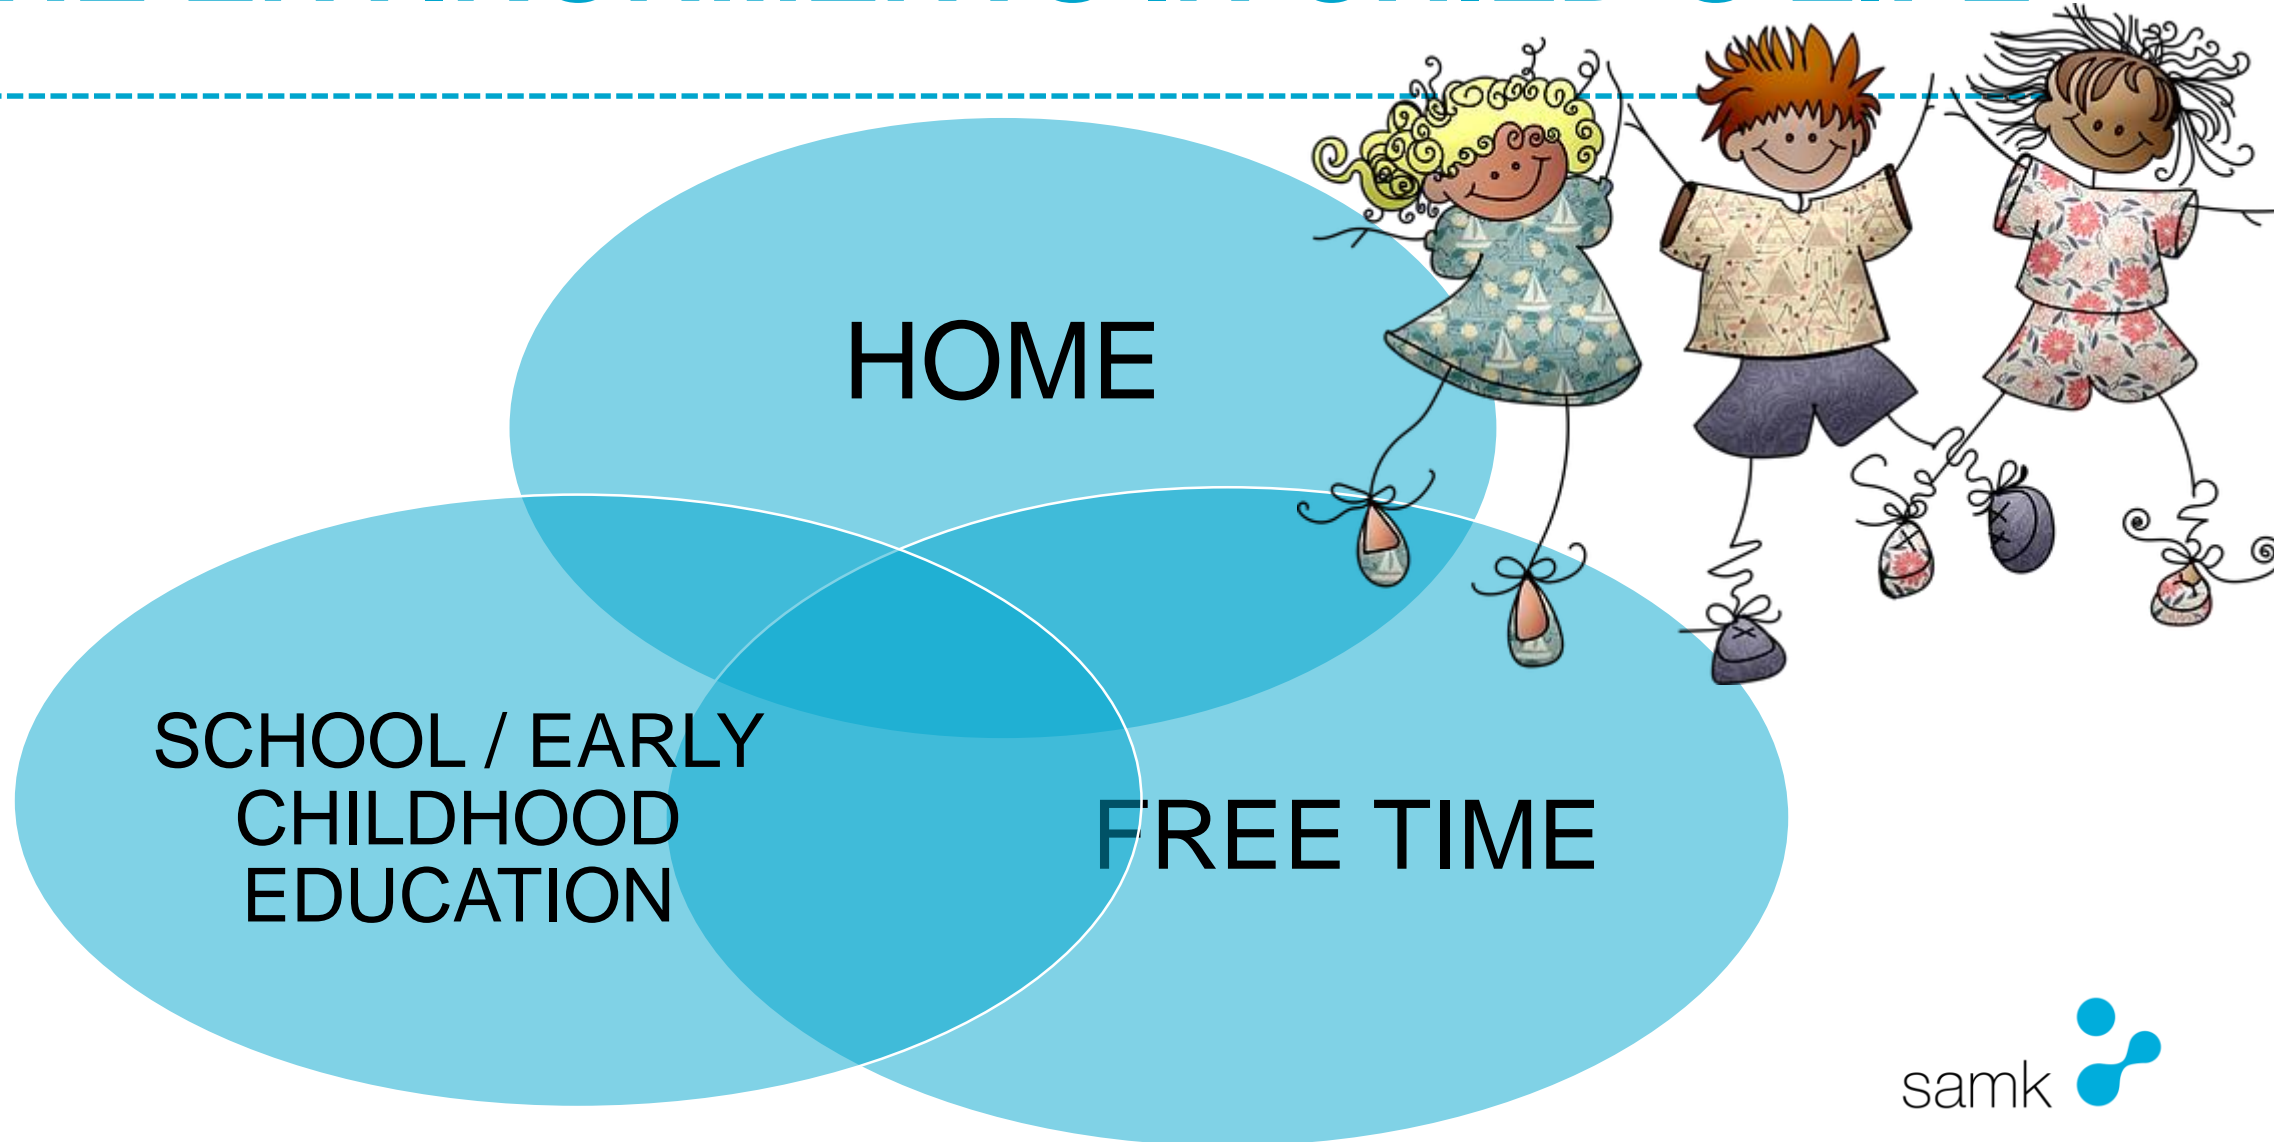 HOME
SCHOOL / EARLY
CHILDHOOD
EDUCATION
FREE TIME
samk